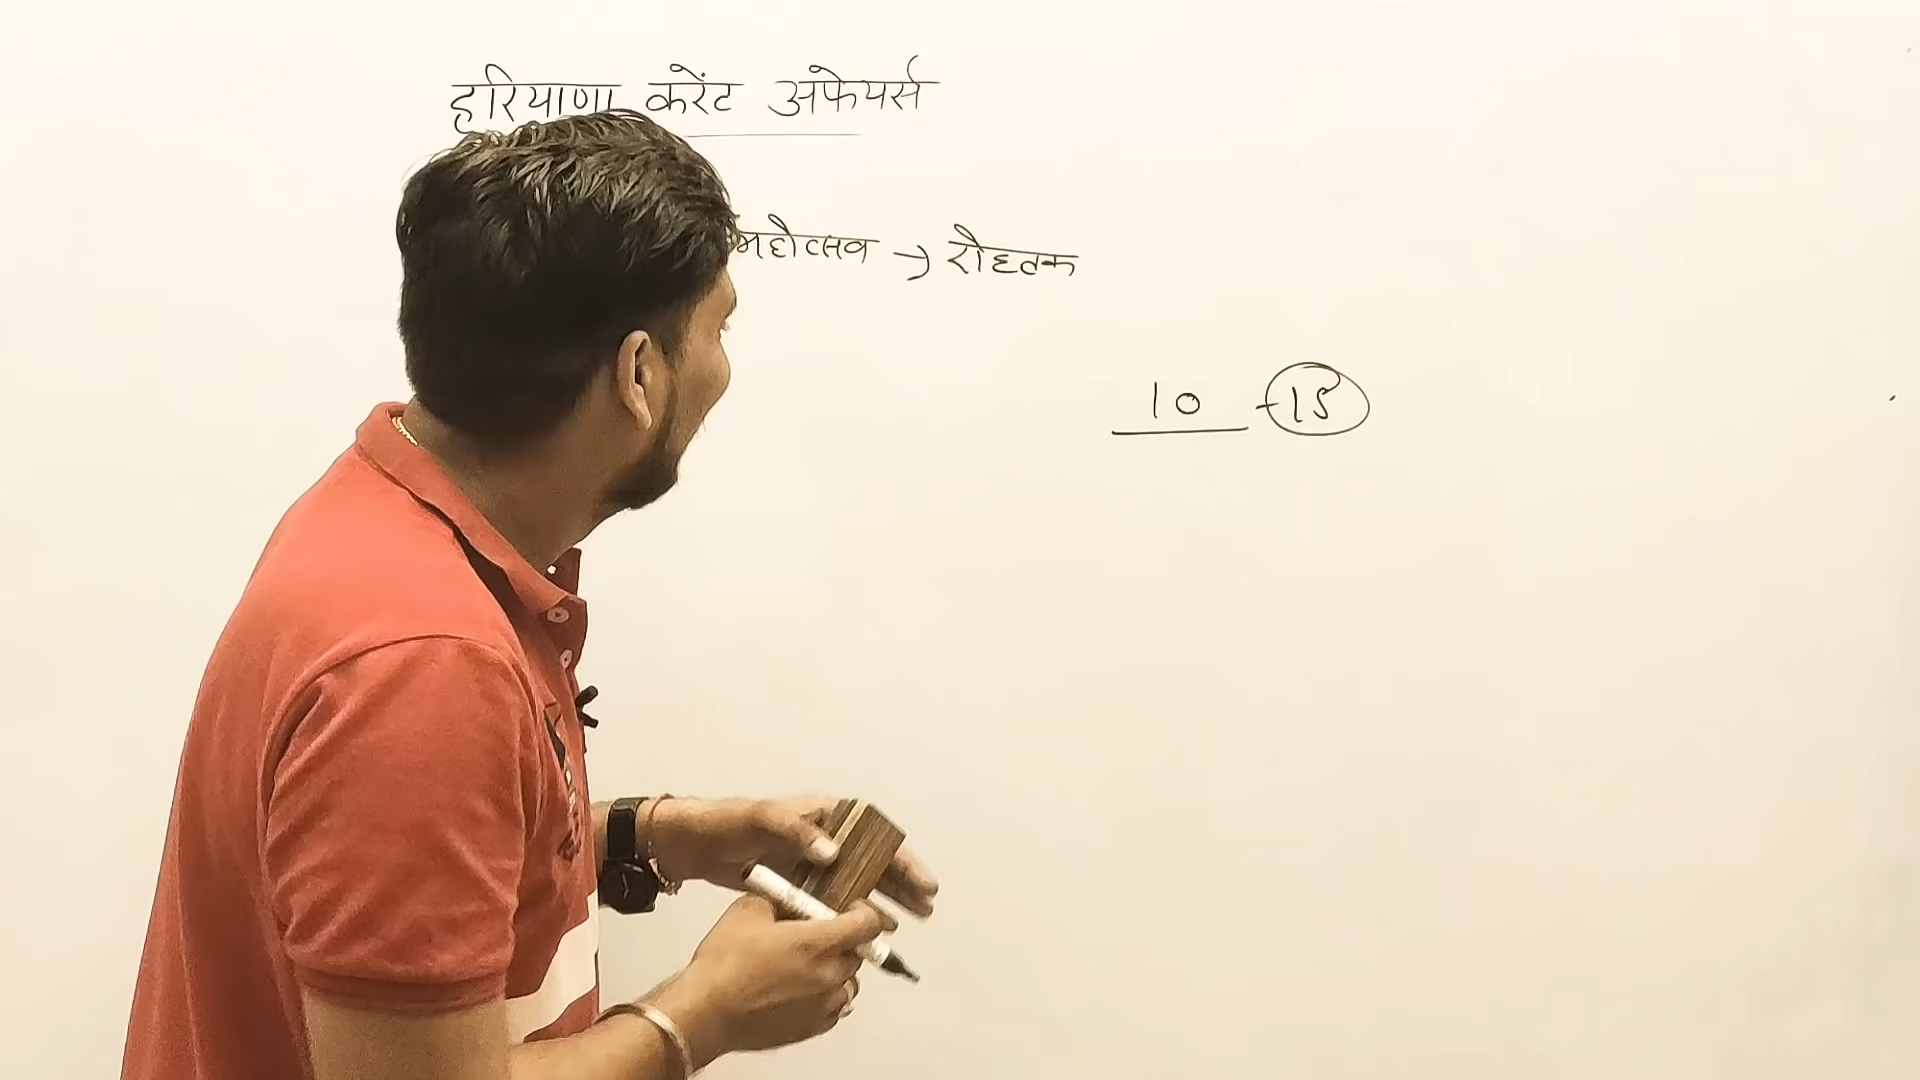 हरियाणा करेंट अफेयर्स
महोत्सव → रोहतक
10 - 15